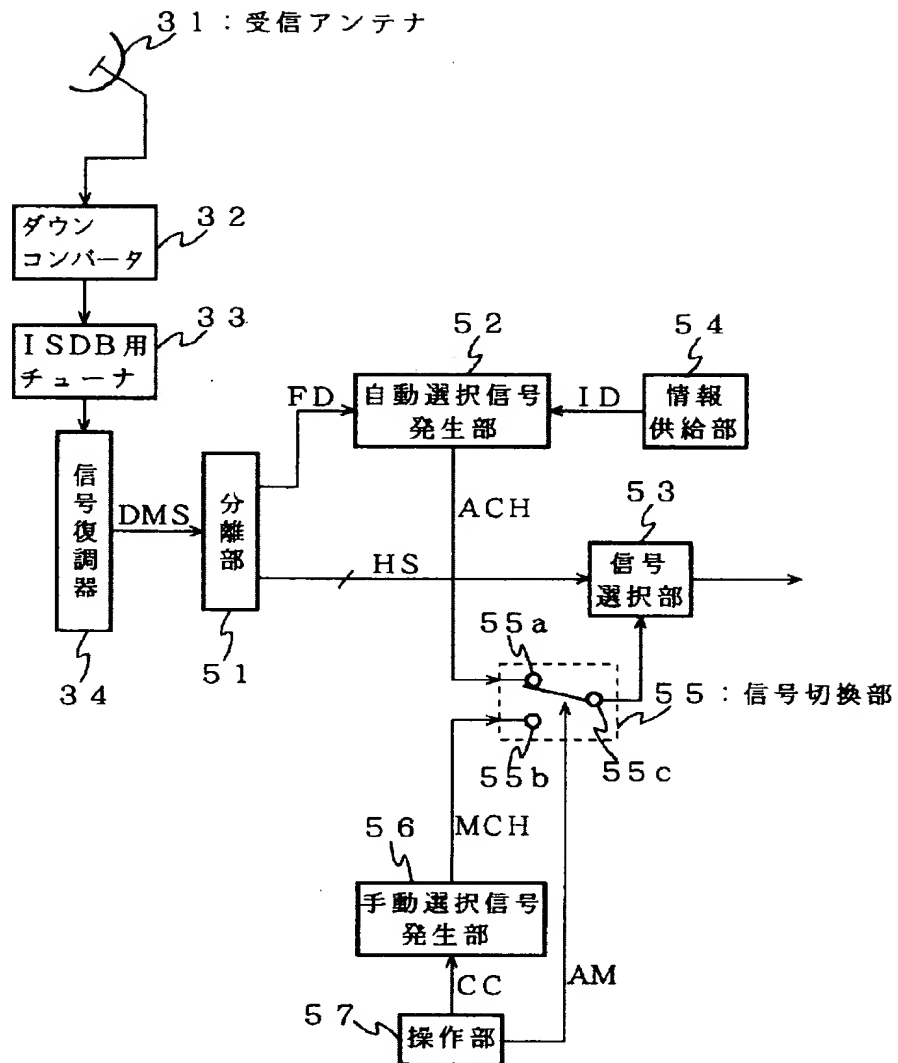 31：受信アンテナ
ダウン
コンバータ
32
ISDB用
チューナ
33
52
54
FD
自動選択信号
発生部
ID
情報
供給部
信号復調器
DMS
分離部
ACH
53
HS
信号
選択部
34
51
55a
55：信号切換部
55b
55c
56
MCH
手動選択信号
発生部
CC
AM
57
操作部